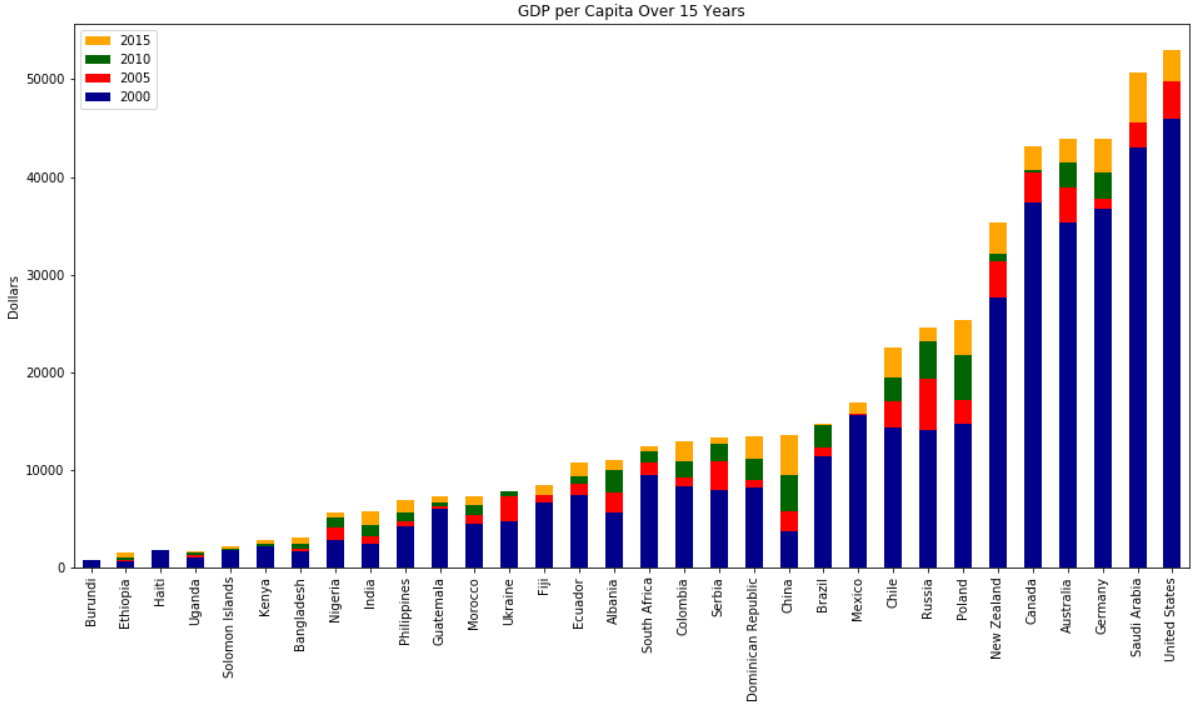 GDP per Capita Over 15 Years
2015
2010
2005
2000
50000
40000
30000
20000
10000
0
Dollars
Burundi
Ethiopia
Haiti
Uganda
Solomon Islands
Kenya
Bangladesh
Nigeria
India
Philippines
Guatemala
Morocco
Ukraine
Fiji
Ecuador
Albania
South Africa
Colombia
Serbia
Dominican Republic
China
Brazil
Mexico
Chile
Russia
Poland
New Zealand
Canada
Australia
Germany
Saudi Arabia
United States